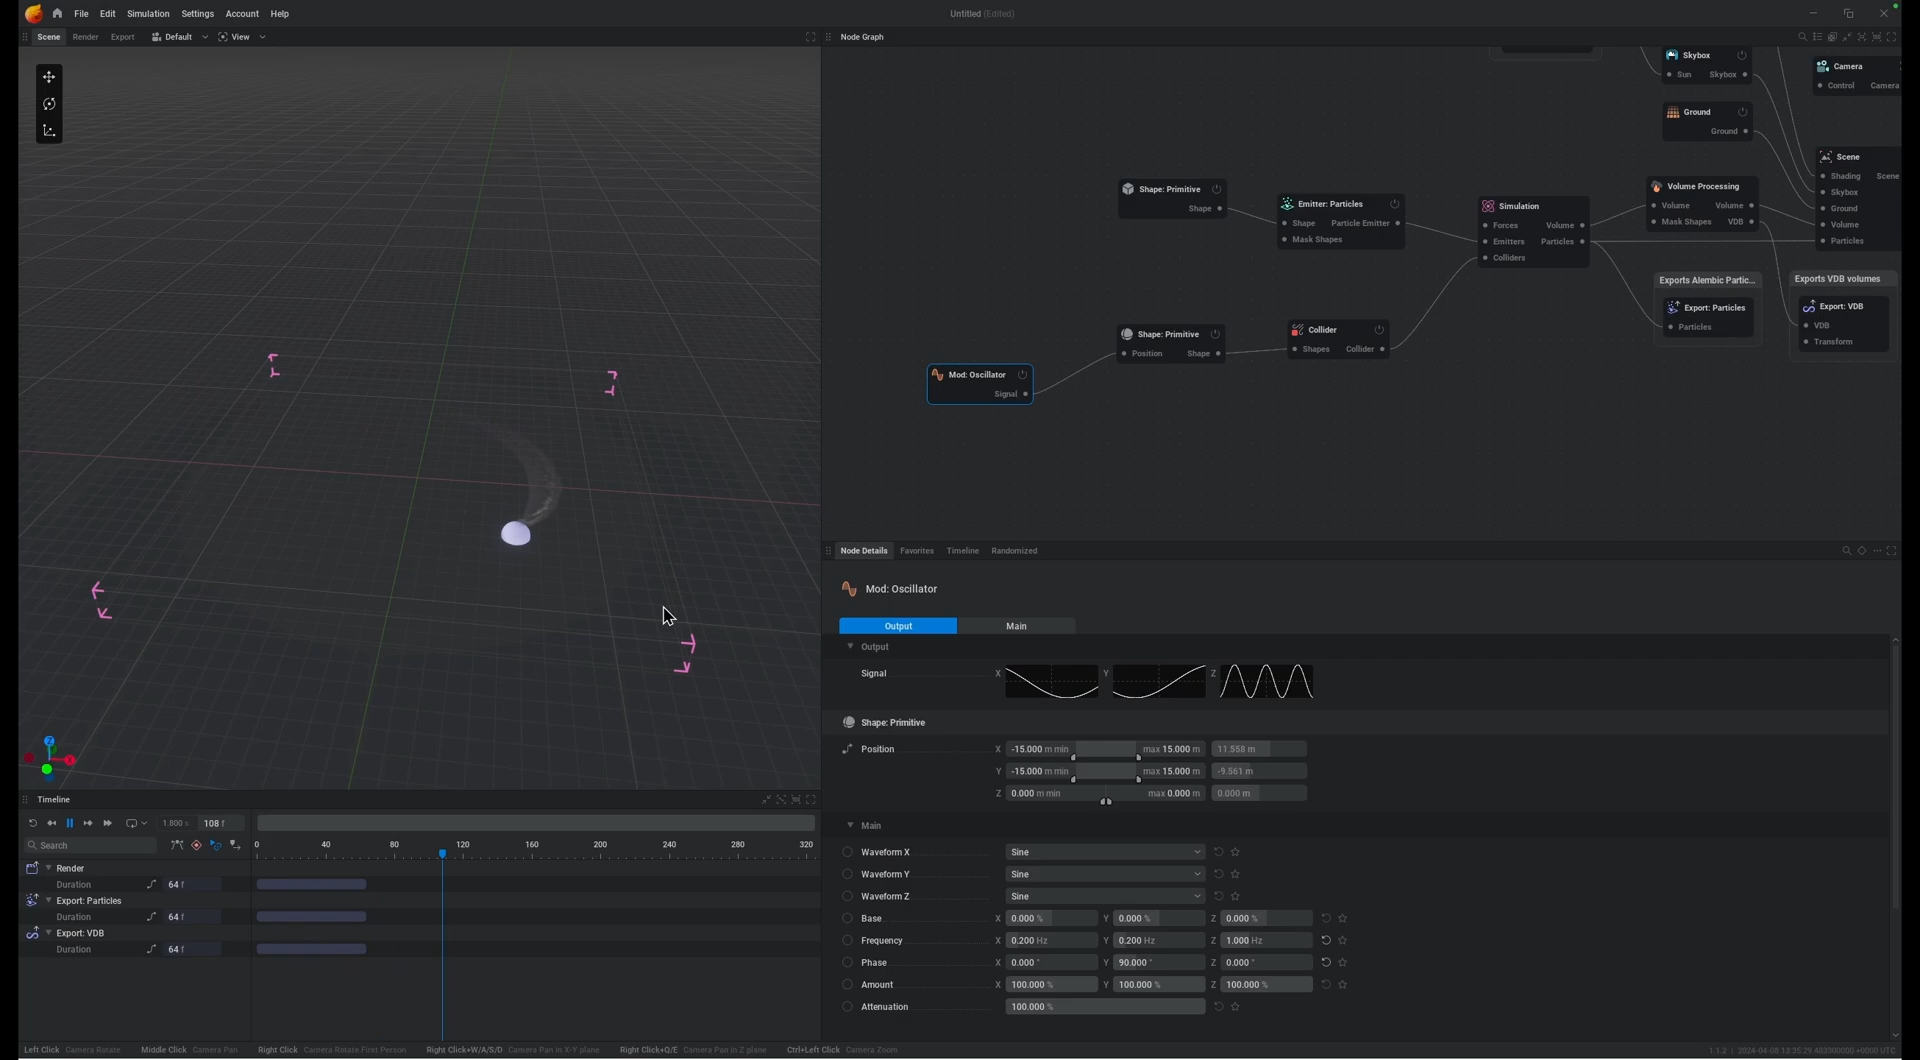 File Edit Simulation Settings Account Help
Untitled (Edited)
Scene Render Export Default View
Node Graph
Skybox
Sun Skybox
Camera
Control Camera
Ground
Ground
Scene
Shading Scene
Skybox
Ground
Volume
Particles
Shape: Primitive
Shape
Emitter: Particles
Shape Particle Emitter
Mask Shapes
Simulation
Forces Volume
Emitters Particles
Colliders
Volume Processing
Volume Volume
Mask Shapes VDB
Exports Alembic Partic...
Export: Particles
Particles
Exports VDB volumes
Export: VDB
VDB
Transform
Shape: Primitive
Position Shape
Collider
Shapes Collider
Mod: Oscillator
Signal
Node Details Favorites Timeline Randomized
Mod: Oscillator
Output Main
Output
Signal X Y Z
Shape: Primitive
Position X -15.000 m min max 15.000 m 11.558 m
Y -15.000 m min max 15.000 m -9.561 m
Z 0.000 m min max 0.000 m 0.000 m
Main
Waveform X Sine
Waveform Y Sine
Waveform Z Sine
Base X 0.000 % Y 0.000 % Z 0.000 %
Frequency X 0.200 Hz Y 0.200 Hz Z 1.000 Hz
Phase X 0.000 ° Y 90.000 ° Z 0.000 °
Amount X 100.000 % Y 100.000 % Z 100.000 %
Attenuation 100.000 %
Z
X
Timeline
1.800 s 108 f
Search
0 40 80 120 160 200 240 280 320
Render
Duration 64 f
Export: Particles
Duration 64 f
Export: VDB
Duration 64 f
Left Click Camera Rotate Middle Click Camera Pan Right Click Camera Rotate First Person Right Click+W/A/S/D Camera Pan in X-Y plane Right Click+Q/E Camera Pan in Z plane Ctrl+Left Click Camera Zoom